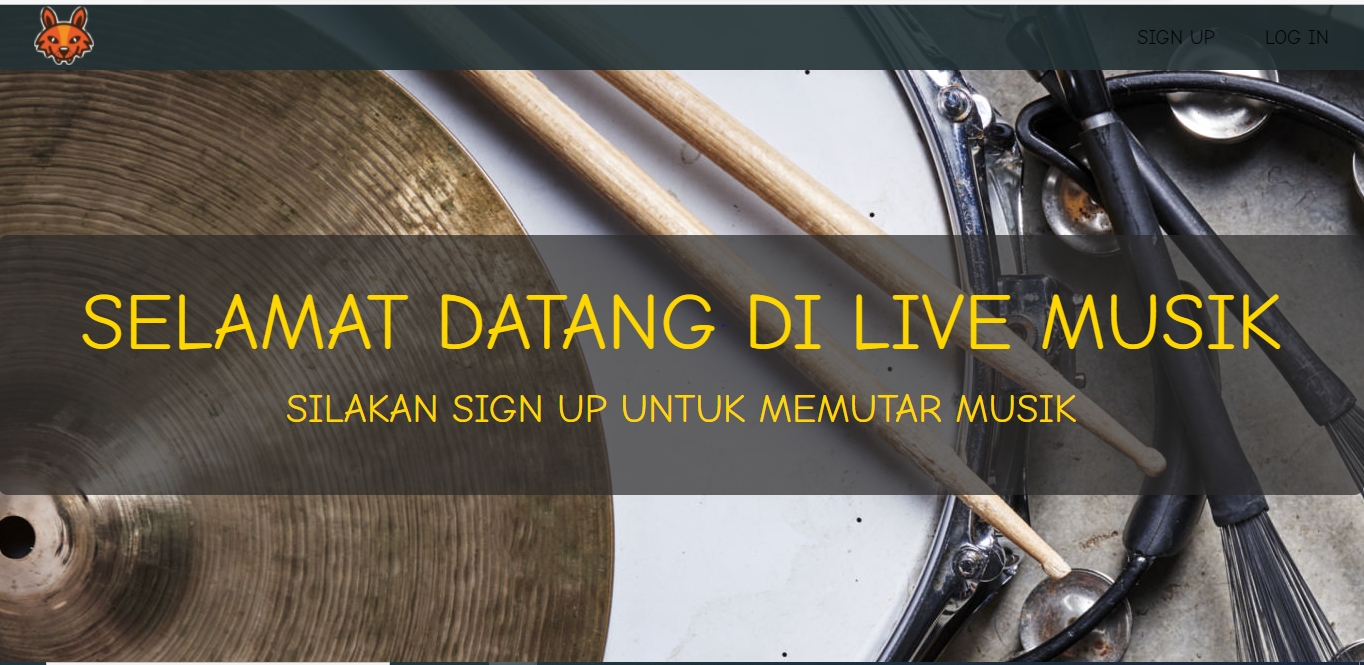 SIGN UP LOG IN
SELAMAT DATANG DI LIVE MUSIK
SILAKAN SIGN UP UNTUK MEMUTAR MUSIK